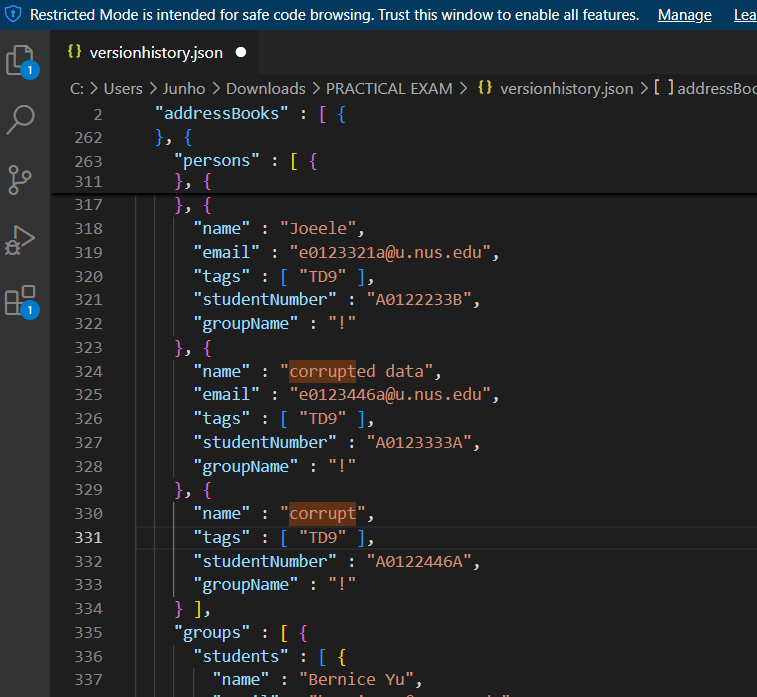 Restricted Mode is intended for safe code browsing. Trust this window to enable all features. Manage
{} versionhistory.json ●
C: > Users > Junho > Downloads > PRACTICAL EXAM > {} versionhistory.json > [ ]
1
1
2 "addressBooks" : [ {
262 }, {
263 "persons" : [ {
311 }, {
317 }, {
318 "name" : "Joeele",
319 "email" : "e0123321a@u.nus.edu",
320 "tags" : [ "TD9" ],
321 "studentNumber" : "A0122233B",
322 "groupName" : "!"
323 }, {
324 "name" : "corrupted data",
325 "email" : "e0123446a@u.nus.edu",
326 "tags" : [ "TD9" ],
327 "studentNumber" : "A0123333A",
328 "groupName" : "!"
329 }, {
330 "name" : "corrupt",
331 "tags" : [ "TD9" ],
332 "studentNumber" : "A0122446A",
333 "groupName" : "!"
334 } ],
335 "groups" : [ {
336 "students" : [ {
337 "name" : "Bernice Yu",